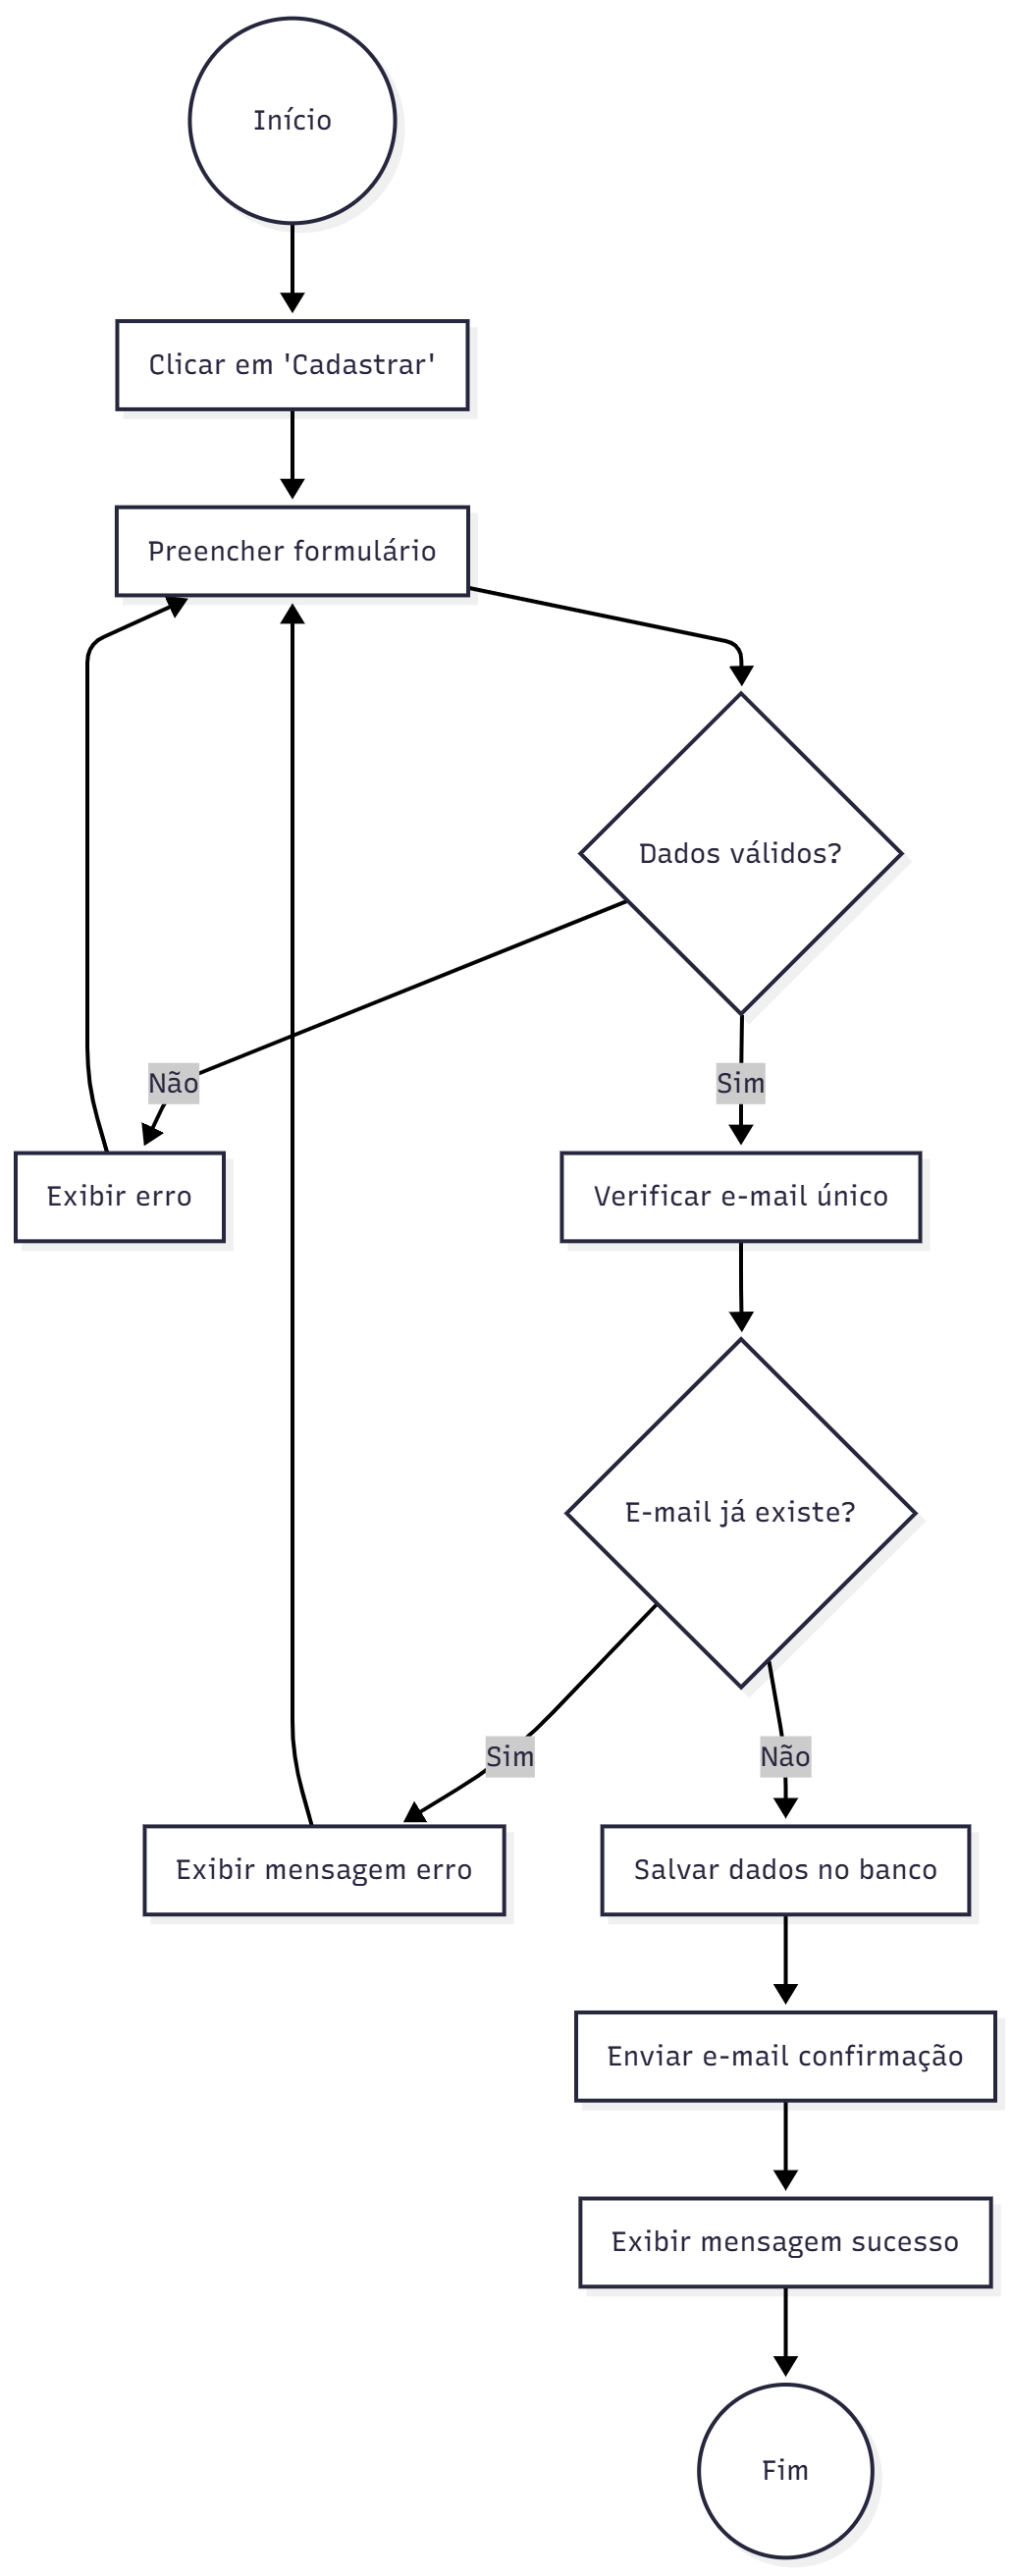 Início
Clicar em 'Cadastrar'
Preencher formulário
Dados válidos?
Não
Sim
Exibir erro
Verificar e-mail único
E-mail já existe?
Sim
Não
Exibir mensagem erro
Salvar dados no banco
Enviar e-mail confirmação
Exibir mensagem sucesso
Fim